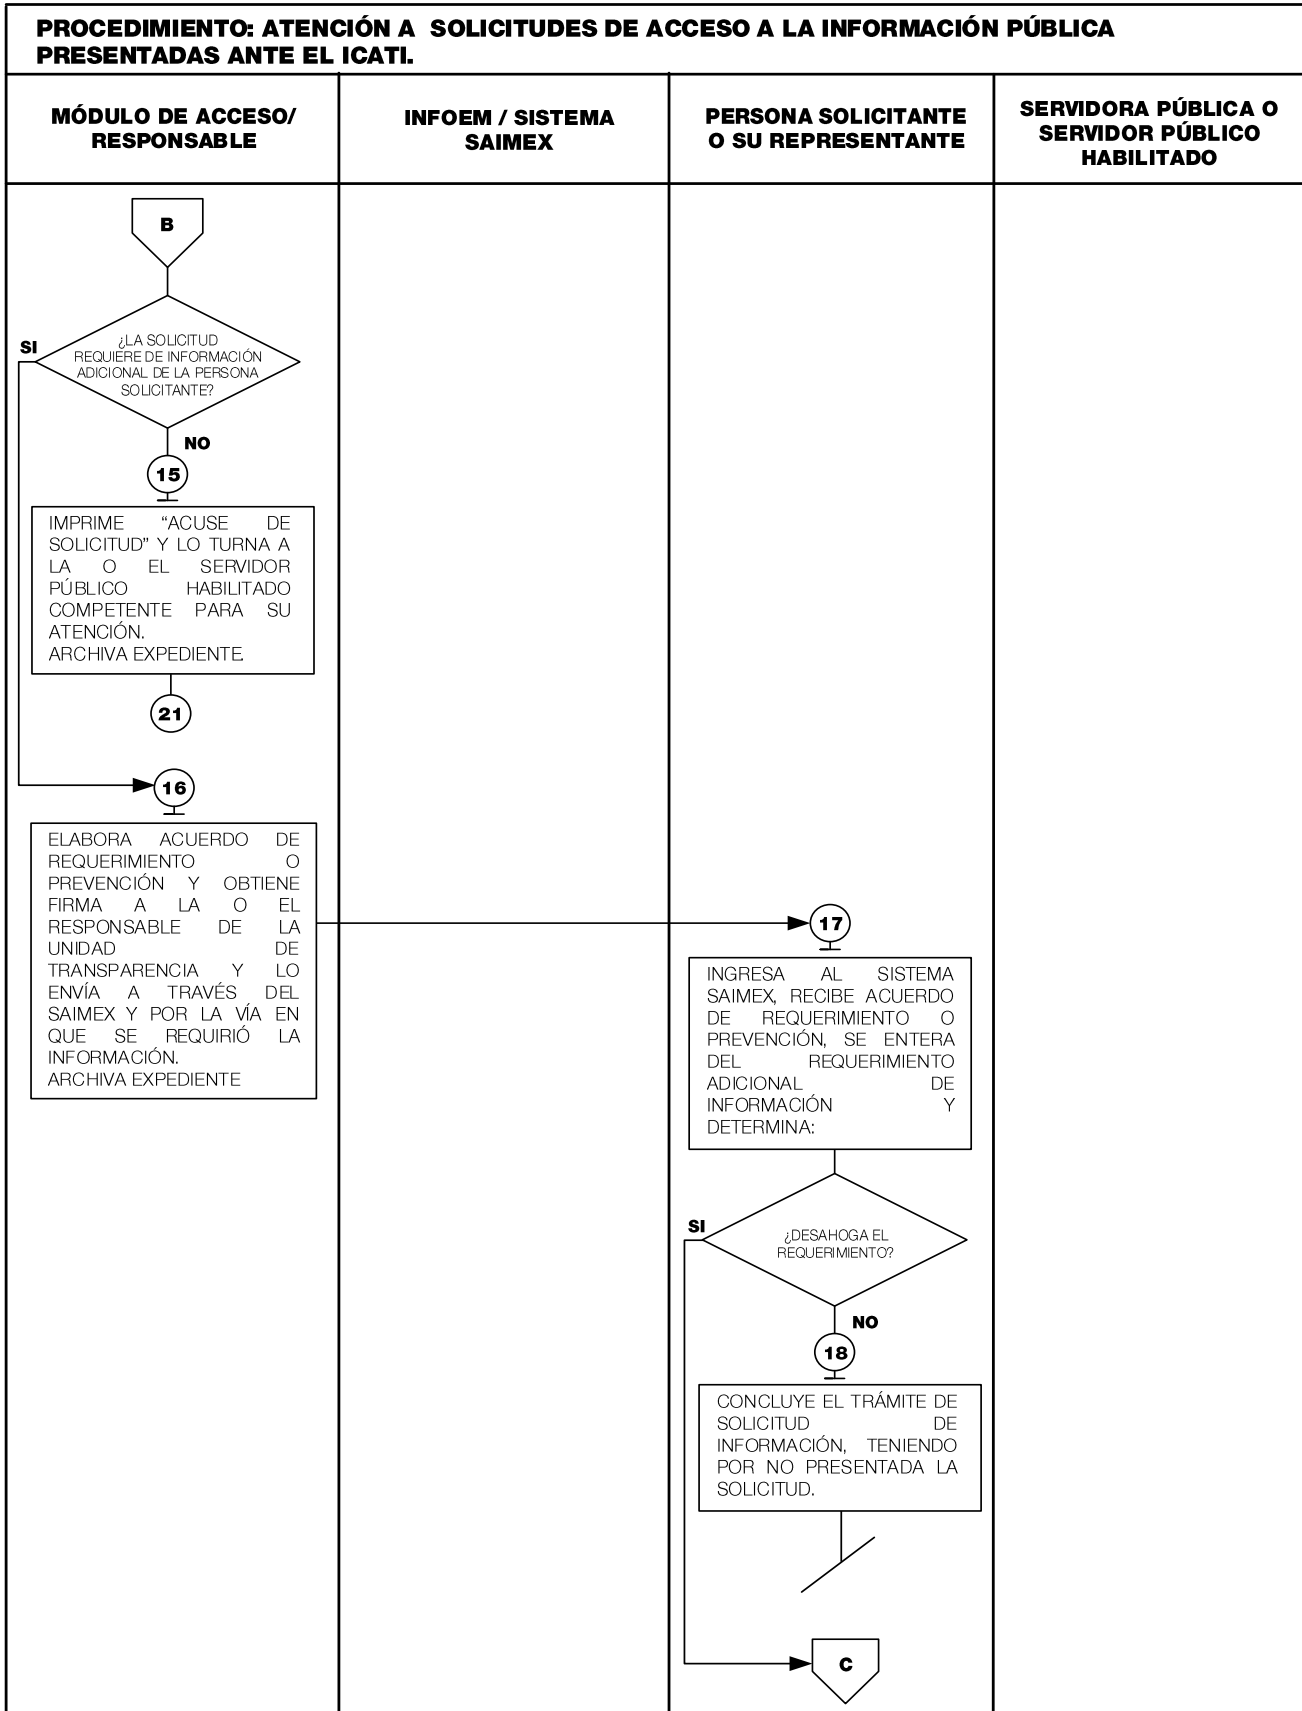 PROCEDIMIENTO: ATENCIÓN A SOLICITUDES DE ACCESO A LA INFORMACIÓN PÚBLICA
PRESENTADAS ANTE EL ICATI.
MÓDULO DE ACCESO/
RESPONSABLE
INFOEM / SISTEMA
SAIMEX
PERSONA SOLICITANTE
O SU REPRESENTANTE
SERVIDORA PÚBLICA O
SERVIDOR PÚBLICO
HABILITADO
B
¿LA SOLICITUD
REQUIERE DE INFORMACIÓN
ADICIONAL DE LA PERSONA
SOLICITANTE?
SI
NO
15
IMPRIME “ACUSE DE
SOLICITUD” Y LO TURNA A
LA O EL SERVIDOR
PÚBLICO HABILITADO
COMPETENTE PARA SU
ATENCIÓN.
ARCHIVA EXPEDIENTE.
21
16
ELABORA ACUERDO DE
REQUERIMIENTO O
PREVENCIÓN Y OBTIENE
FIRMA A LA O EL
RESPONSABLE DE LA
UNIDAD DE
TRANSPARENCIA Y LO
ENVÍA A TRAVÉS DEL
SAIMEX Y POR LA VÍA EN
QUE SE REQUIRIÓ LA
INFORMACIÓN.
ARCHIVA EXPEDIENTE
17
INGRESA AL SISTEMA
SAIMEX, RECIBE ACUERDO
DE REQUERIMIENTO O
PREVENCIÓN, SE ENTERA
DEL REQUERIMIENTO
ADICIONAL DE
INFORMACIÓN Y
DETERMINA:
SI
¿DESAHOGA EL
REQUERIMIENTO?
NO
18
CONCLUYE EL TRÁMITE DE
SOLICITUD DE
INFORMACIÓN, TENIENDO
POR NO PRESENTADA LA
SOLICITUD.
C